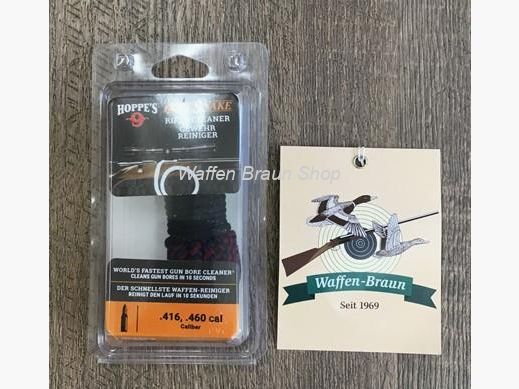 HOPPE'S
9
SNAKE
CLEANER
GEWEHR
REINIGER
Waffen Braun Shop
WORLD'S FASTEST GUN BORE CLEANER®
CLEANS GUN BORES IN 10 SECONDS
DER SCHNELLSTE WAFFEN-REINIGER
REINIGT DEN LAUF IN 10 SEKUNDEN
.416, .460 cal
Caliber
Waffen-Braun
Seit 1969